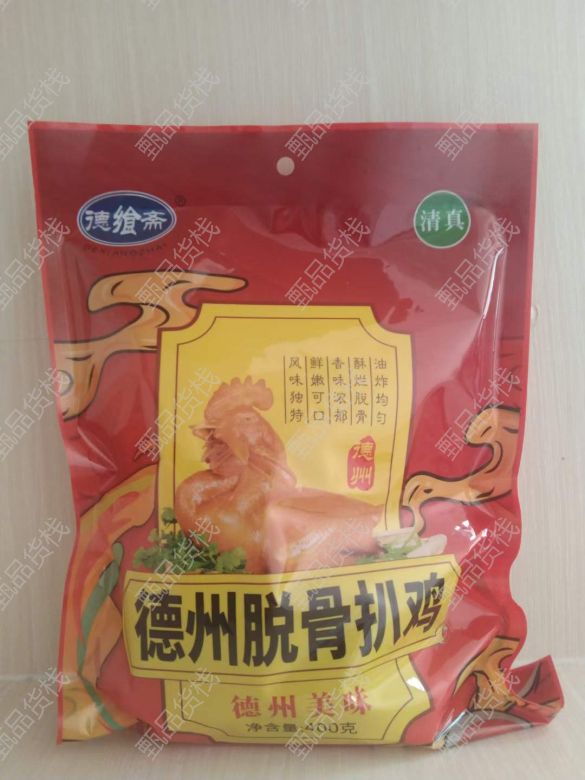 德飨斋
®
DEXIANGZHAI
清真
油炸均匀
酥烂脱骨
香味浓郁
鲜嫩可口
风味独特
德州
德州脱骨扒鸡
德州美味
净含量:400克
甄品货栈